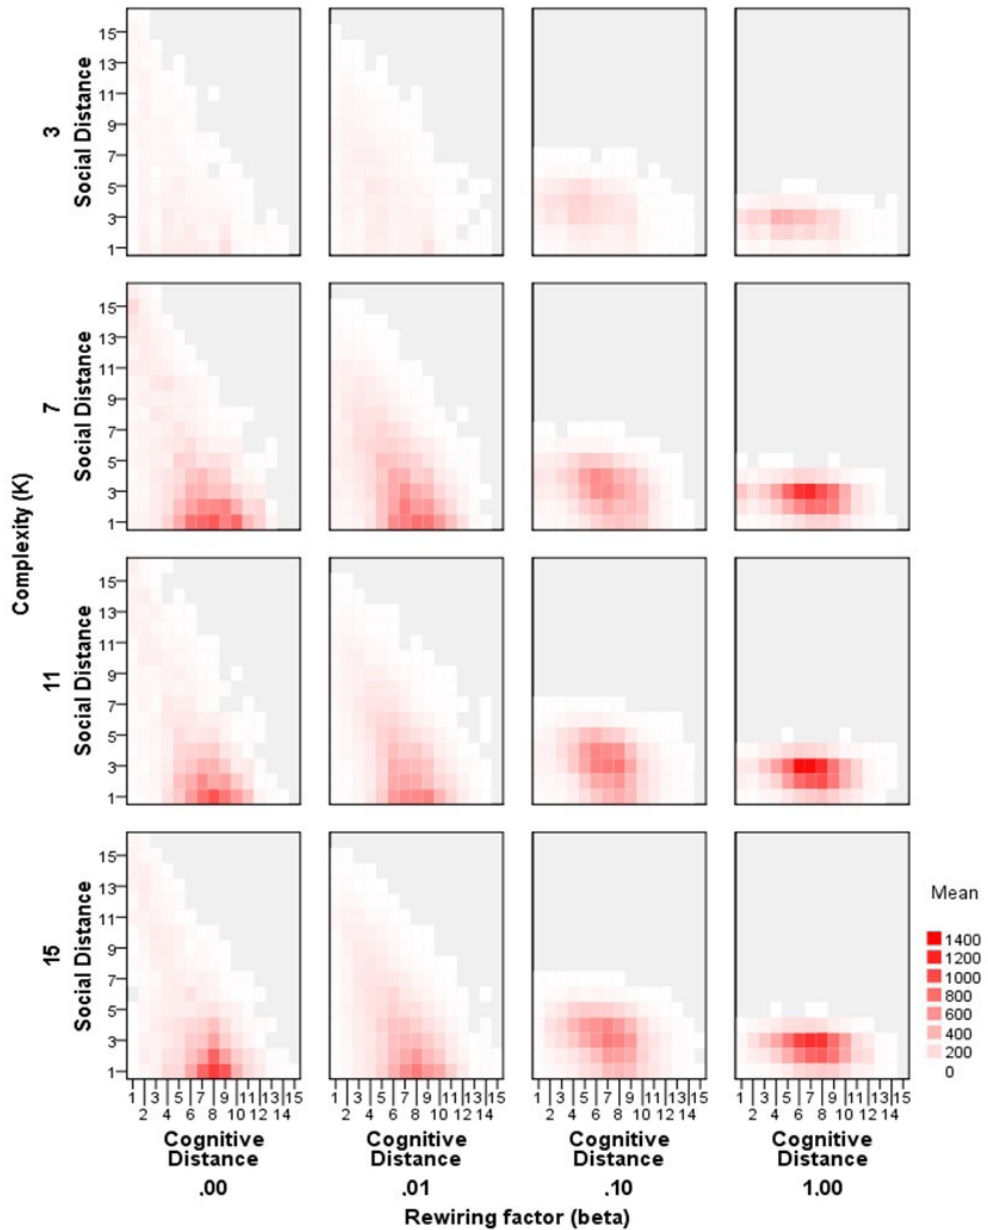 Complexity (K)
3
Social Distance
15
13
11
9
7
5
3
1
7
Social Distance
15
13
11
9
7
5
3
1
11
Social Distance
15
13
11
9
7
5
3
1
15
Social Distance
15
13
11
9
7
5
3
1
1 3 5 7 9 11 13 15
2 4 6 8 10 12 14
Cognitive
Distance
.00
1 3 5 7 9 11 13 15
2 4 6 8 10 12 14
Cognitive
Distance
.01
1 3 5 7 9 11 13 15
2 4 6 8 10 12 14
Cognitive
Distance
.10
1 3 5 7 9 11 13 15
2 4 6 8 10 12 14
Cognitive
Distance
1.00
Rewiring factor (beta)
Mean
1400
1200
1000
800
600
400
200
0